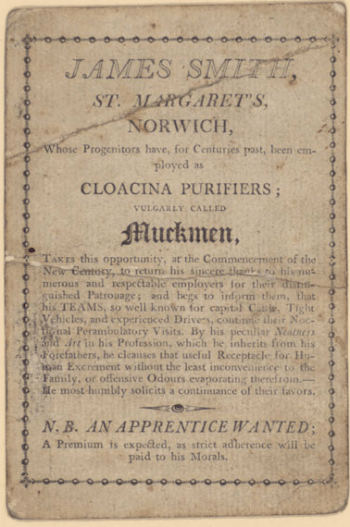 JAMES SMITH,
ST. MARGARET'S,
NORWICH,
Whose Progenitors have, for Centuries past, been em-
ployed as
CLOACINA PURIFIERS;
VULGARLY CALLED
Muckmen,
TAKES this opportunity, at the Commencement of the
New Century, to return his sincere thanks to his nu-
merous and respectable employers for their distin-
guished Patronage; and begs to inform them, that
his TEAMS, so well known for capital Cattle, Tight
Vehicles, and experienced Drivers, continue their Noc-
turnal Perambulatory Visits. By his peculiar Neatness
and Art in his Profession, which he inherits from his
Forefathers, he cleanses that useful Receptacle for Hu-
man Excrement without the least inconvenience to the
Family, or offensive Odours evaporating therefrom.—
He most humbly solicits a continuance of their favors.
N. B. AN APPRENTICE WANTED;
A Premium is expected, as strict adherence will be
paid to his Morals.